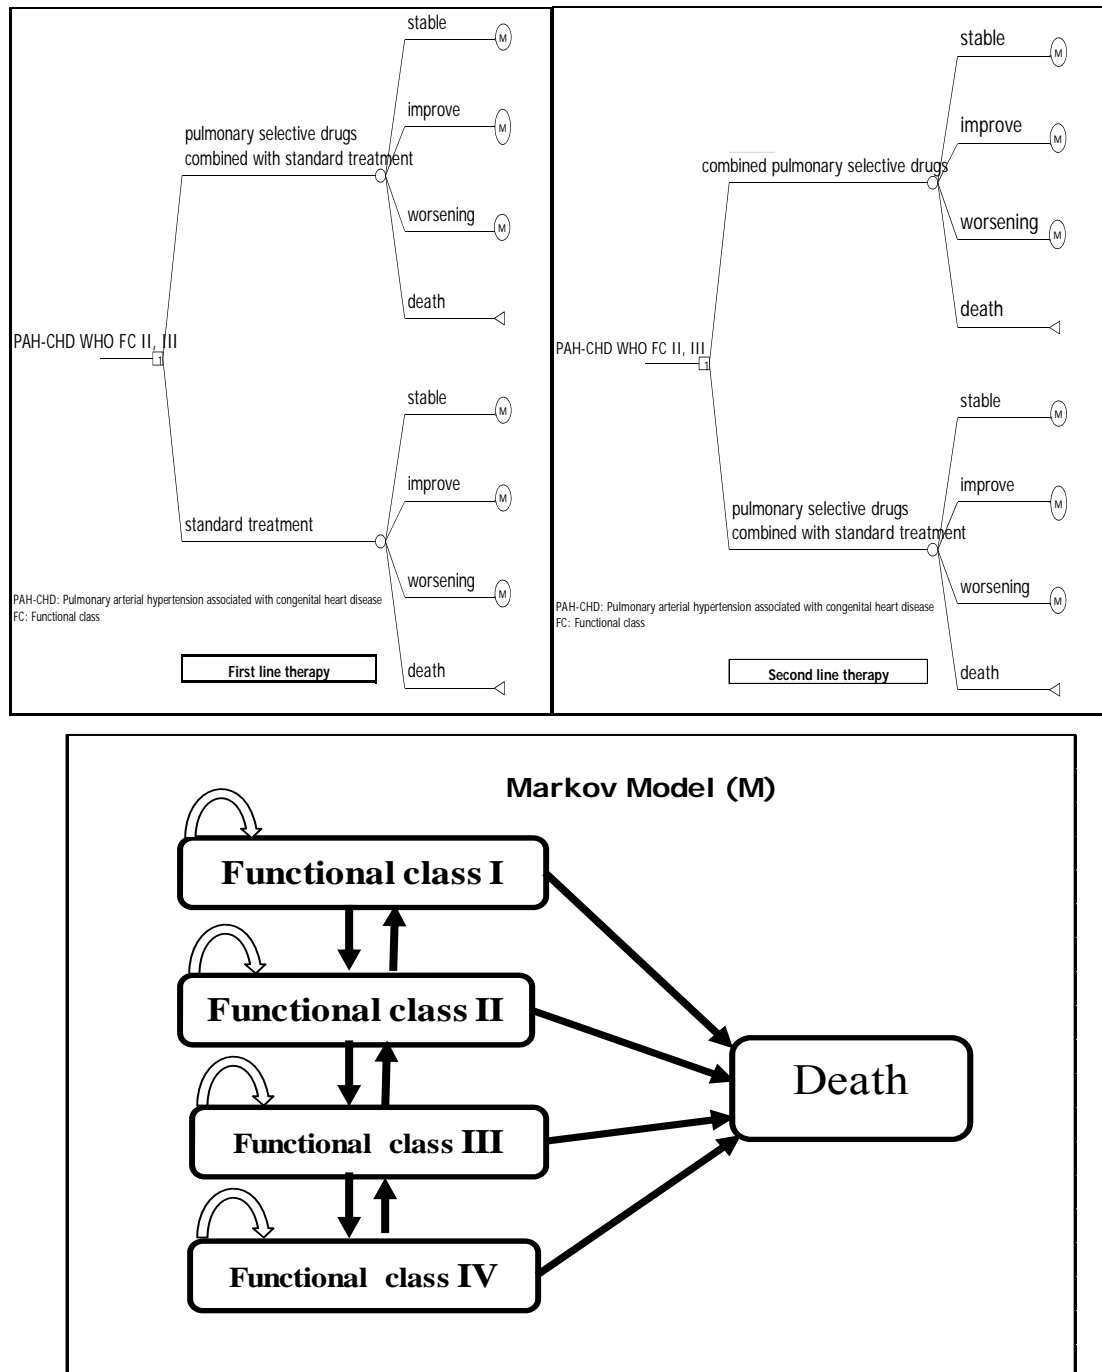 stable
M
improve
M
pulmonary selective drugs
combined with standard treatment
worsening
M
death
PAH-CHD WHO FC II, III
1
stable
M
improve
M
standard treatment
worsening
M
PAH-CHD: Pulmonary arterial hypertension associated with congenital heart disease
FC: Functional class
death
First line therapy
stable
M
improve
M
combined pulmonary selective drugs
worsening
M
death
PAH-CHD WHO FC II, III
1
stable
M
improve
M
pulmonary selective drugs
combined with standard treatment
worsening
M
PAH-CHD: Pulmonary arterial hypertension associated with congenital heart disease
FC: Functional class
death
Second line therapy
Markov Model (M)
Functional class I
Functional class II
Death
Functional class III
Functional class IV